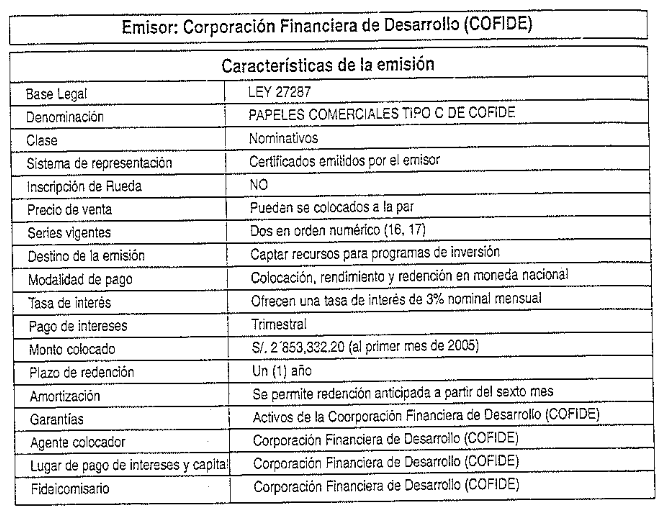 Emisor: Corporación Financiera de Desarrollo (COFIDE)
Características de la emisión
Base Legal LEY 27287
Denominación PAPELES COMERCIALES TIPO C DE COFIDE
Clase Nominativos
Sistema de representación Certificados emitidos por el emisor
Inscripción de Rueda NO
Precio de venta Puedan se colocados a la par
Series vigentes Dos en orden numérico (16, 17)
Destino de la emisión Captar recursos para programas de inversión
Modalidad de pago Colocación, rendimiento y redención en moneda nacional
Tasa de interés Ofrecen una tasa de interés de 3% nominal mensual
Pago de intereses Trimestral
Monto colocado S/. 2´853,332.20 (al primer mes de 2005)
Plazo de redención Un (1) año
Amortización Se permite redención anticipada a partir del sexto mes
Garantías Activos de la Coorporación Financiera de Desarrollo (COFIDE)
Agente colocador Corporación Financiera de Desarrollo (COFIDE)
Lugar de pago de intereses y capital Corporación Financiera de Desarrollo (COFIDE)
Fideicomisario Corporación Financiera de Desarrollo (COFIDE)